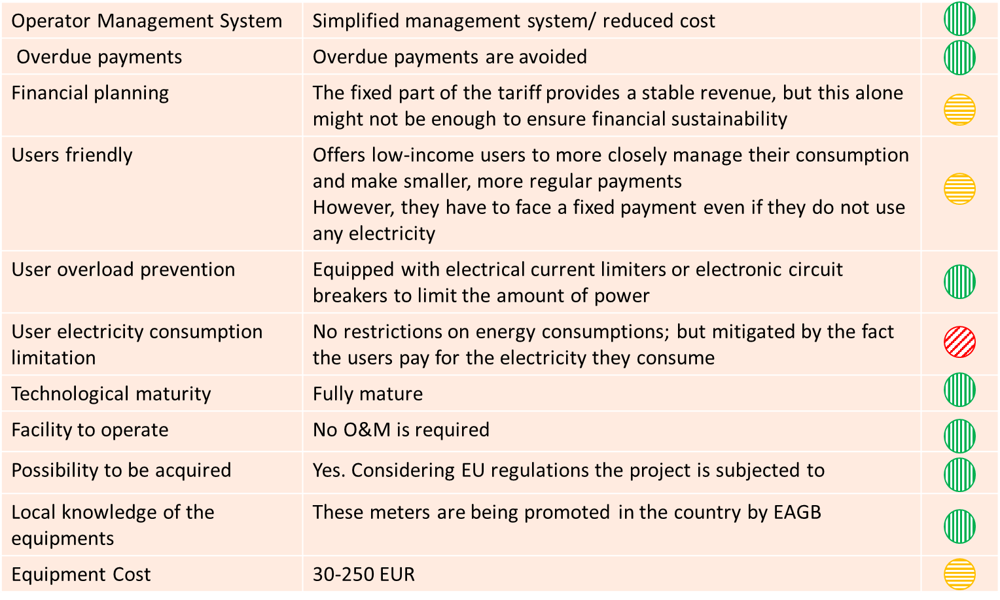 Operator Management System
Simplified management system/ reduced cost
Overdue payments
Overdue payments are avoided
Financial planning
The fixed part of the tariff provides a stable revenue, but this alone
might not be enough to ensure financial sustainability
Users friendly
Offers low-income users to more closely manage their consumption
and make smaller, more regular payments
However, they have to face a fixed payment even if they do not use
any electricity
User overload prevention
Equipped with electrical current limiters or electronic circuit
breakers to limit the amount of power
User electricity consumption
limitation
No restrictions on energy consumptions; but mitigated by the fact
the users pay for the electricity they consume
Technological maturity
Fully mature
Facility to operate
No O&M is required
Possibility to be acquired
Yes. Considering EU regulations the project is subjected to
Local knowledge of the
equipments
These meters are being promoted in the country by EAGB
Equipment Cost
30-250 EUR